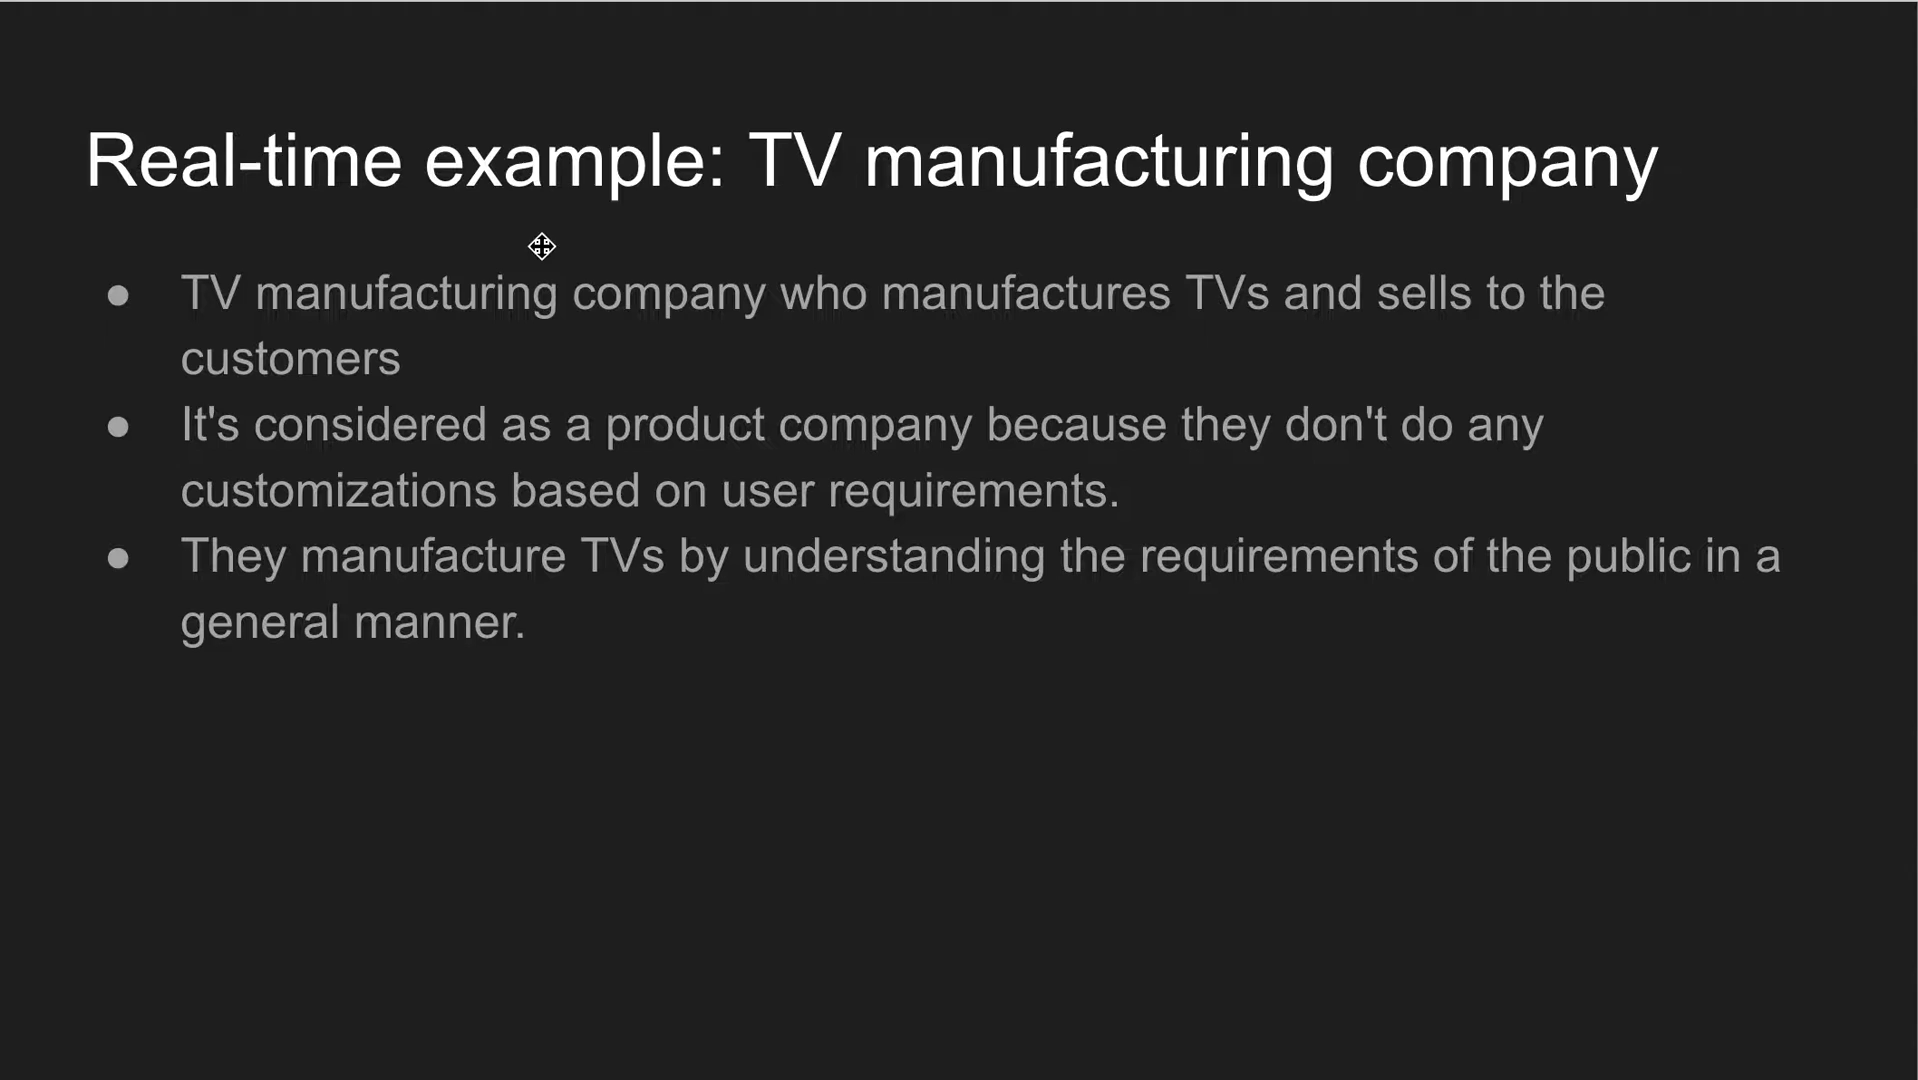 Real-time example: TV manufacturing company
● TV manufacturing company who manufactures TVs and sells to the
customers
● It's considered as a product company because they don't do any
customizations based on user requirements.
● They manufacture TVs by understanding the requirements of the public in a
general manner.